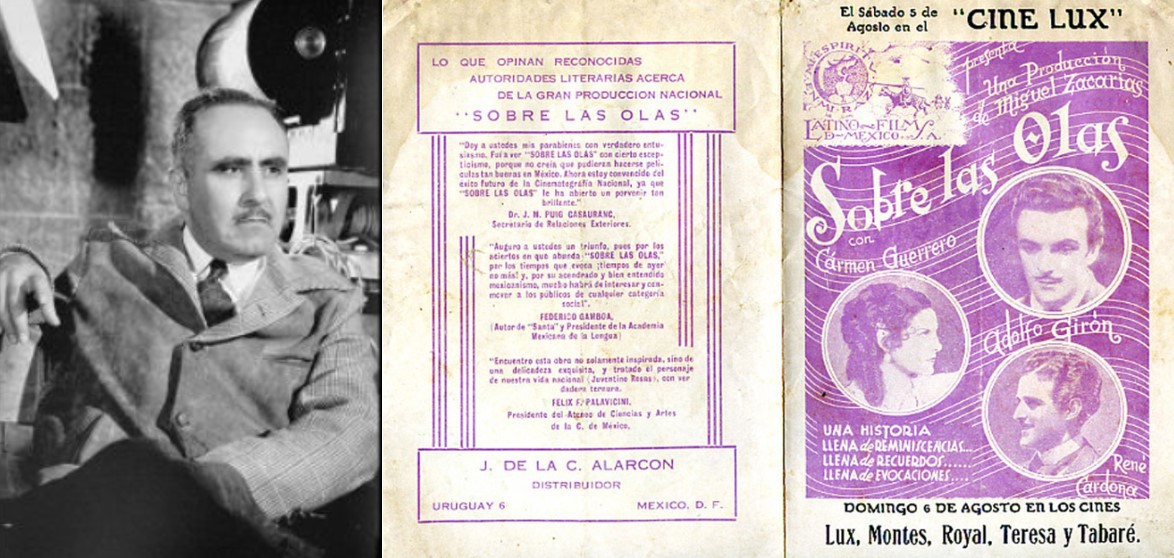 LO QUE OPINAN RECONOCIDAS
AUTORIDADES LITERARIAS ACERCA
DE LA GRAN PRODUCCION NACIONAL
"SOBRE LAS OLAS"
"Doy a ustedes mis parabienes con verdadero entu-
siasmo. Fui a ver "SOBRE LAS OLAS" con cierto escep-
ticismo, porque no creía que pudieran hacerse pelí-
culas tan buenas en México. Ahora estoy convencido del
éxito futuro de la Cinematografía Nacional, ya que
"SOBRE LAS OLAS" le ha abierto un porvenir tan
brillante."
Dr. J. M. PUIG CASAURANC,
Secretario de Relaciones Exteriores.
"Auguro a ustedes un triunfo, pues por los
aciertos en que abunda "SOBRE LAS OLAS,"
por los tiempos que evoca ¡tiempos de ayer
no más! y, por su acendrado y bien entendido
mexicanismo, mucho habrá de interesar y con-
mover a los públicos de cualquier categoría
social".
FEDERICO GAMBOA,
(Autor de "Santa" y Presidente de la Academia
Mexicana de la Lengua)
"Encuentro esta obra no solamente inspirada, sino de
una delicadeza exquisita, y tratado el personaje
de nuestra vida nacional (Juventino Rosas), con ver
dadera ternura.
FELIX F. PALAVICINI,
Presidente del Ateneo de Ciencias y Artes
de la C. de México.
J. DE LA C. ALARCON
DISTRIBUIDOR
URUGUAY 6 MEXICO, D. F.
El Sábado 5 de
Agosto en el "CINE LUX"
LATINO-FILMS
D-MEXICO S.A.
presenta
Una Producción
de Miguel Zacarías
Sobre las Olas
con
Cármen Guerrero
Adolfo Girón
René
Cardona
UNA HISTORIA
LLENA de REMINISCENCIAS...
LLENA de RECUERDOS......
LLENA de EVOCACIONES....
DOMINGO 6 DE AGOSTO EN LOS CINES
Lux, Montes, Royal, Teresa y Tabaré.